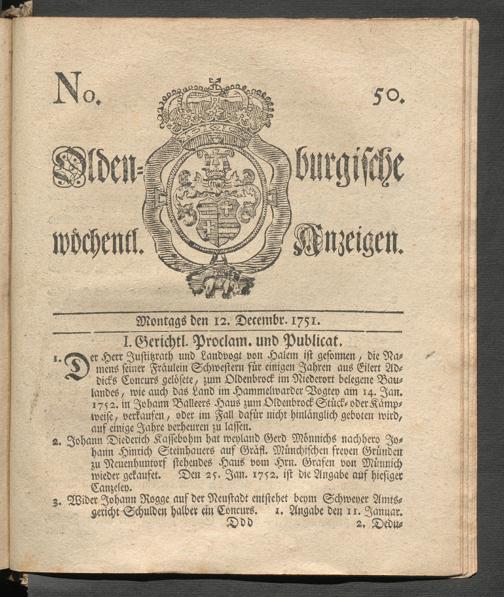 No. 50.
Olden= burgische
wöchentl. Anzeigen.
Montags den 12. Decembr. 1751.
I. Gerichtl. Proclam. und Publicat.
1. Der Herr Justitzrath und Landvogt von Halem ist gesonnen, die Na-
mens seiner Fräulein Schwestern für einigen Jahren aus Eilert Ad-
dicks Concurs gelösete, zum Oldenbrock im Niederort belegene Bau-
landes, wie auch das Land im Hammelwarder Vogtey am 14. Jan.
1752. in Johann Balleers Haus zum Oldenbrock Stück- oder Kämp-
weise, verkaufen, oder im Fall dafür nicht hinlänglich geboten wird,
auf einige Jahre verheuren zu lassen.
2. Johann Diederich Kassebohm hat weyland Gerd Mönnichs nachhero Jo-
hann Hinrich Steinhauers auf Gräfl. Münchischen freyen Gründen
zu Neuenhuntorf stehendes Haus vom Hrn. Grafen von Münnich
wieder gekaufet. Den 25. Jan. 1752. ist die Angabe auf hiesiger
Canzeley.
3. Wider Johann Rogge auf der Neustadt entstehet beym Schweyer Amts-
gericht Schulden halber ein Concurs. 1. Angabe den 11. Januar.
Ddd 2. Dedu-